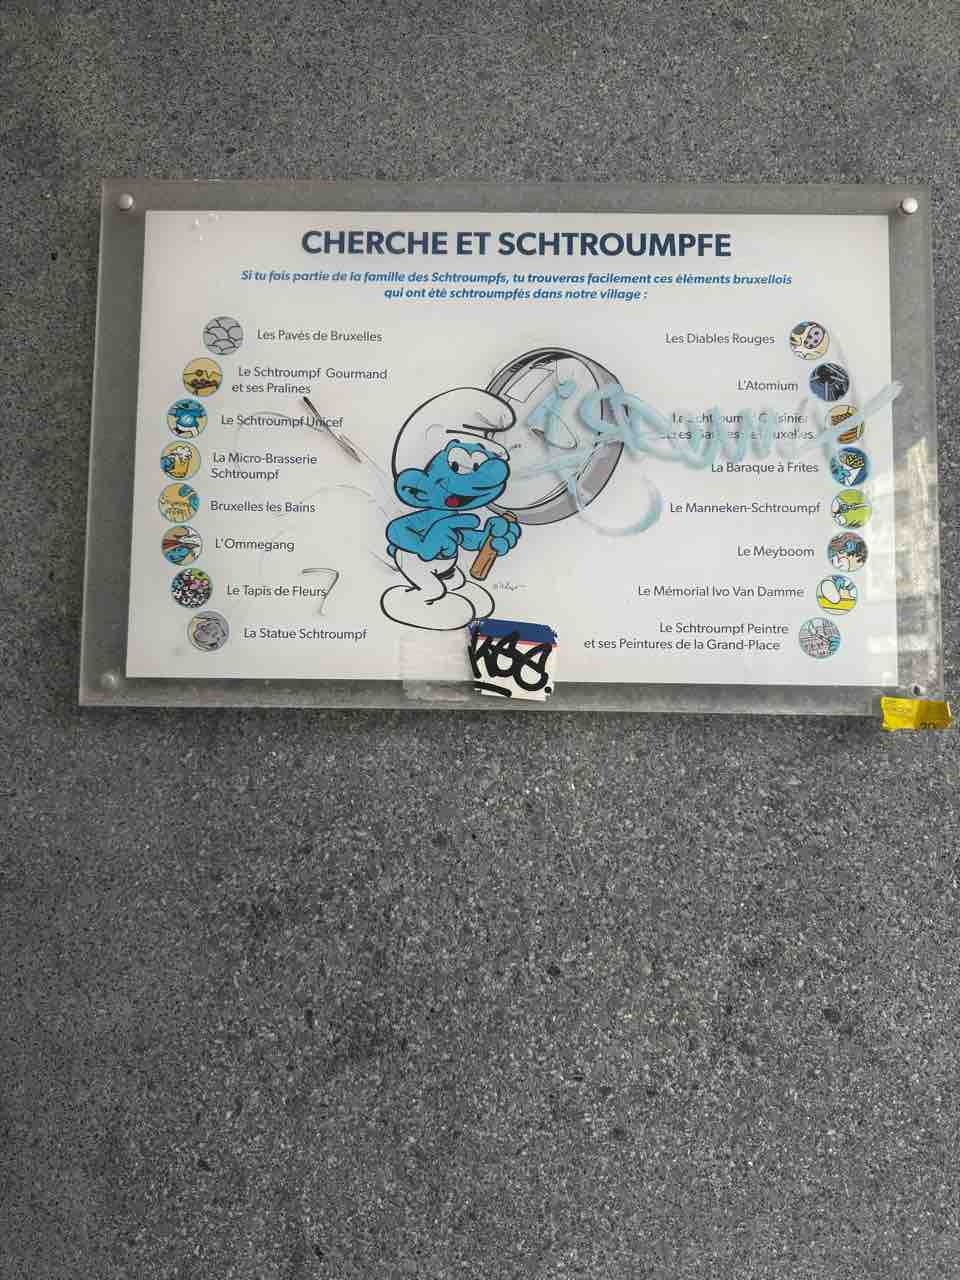 CHERCHE ET SCHTROUMPFE
Si tu fais partie de la famille des Schtroumpfs, tu trouveras facilement ces éléments bruxellois
qui ont été schtroumpfés dans notre village :
Les Pavés de Bruxelles
Le Schtroumpf Gourmand
et ses Pralines
Le Schtroumpf Unicef
La Micro-Brasserie
Schtroumpf
Bruxelles les Bains
L'Ommegang
Le Tapis de Fleurs
La Statue Schtroumpf
Les Diables Rouges
L'Atomium
Le Schtroumpf Cuisinier
La Baraque à Frites
Le Manneken-Schtroumpf
Le Meyboom
Le Mémorial Ivo Van Damme
Le Schtroumpf Peintre
et ses Peintures de la Grand-Place